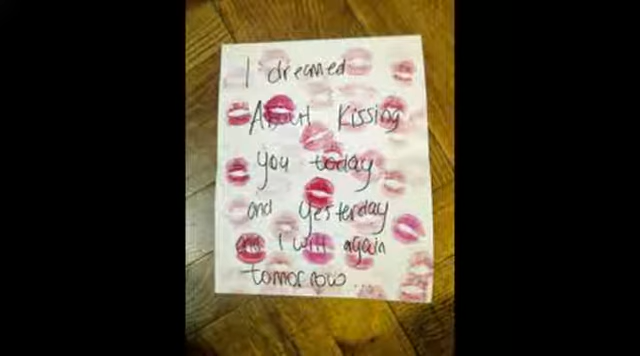 I dreamed
About Kissing
you today
and yesterday
and I will again
tomorrow...